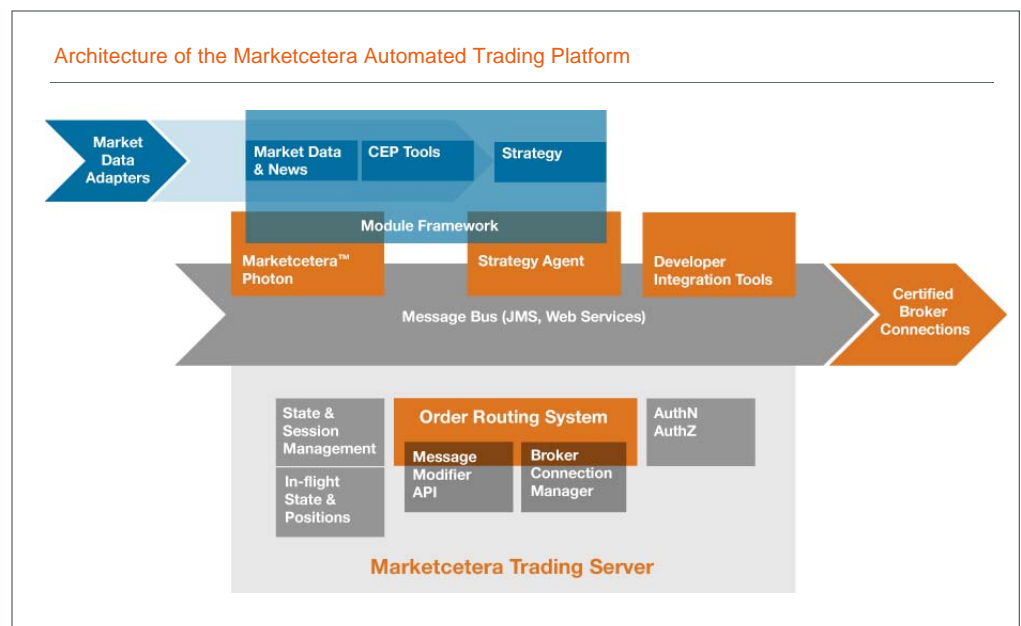 Architecture of the Marketcetera Automated Trading Platform
Market
Data
Adapters
Market Data
& News
CEP Tools
Strategy
Module Framework
Marketcetera™
Photon
Strategy Agent
Developer
Integration Tools
Message Bus (JMS, Web Services)
Certified
Broker
Connections
State &
Session
Management
In-flight
State &
Positions
Order Routing System
Message
Modifier
API
Broker
Connection
Manager
AuthN
AuthZ
Marketcetera Trading Server